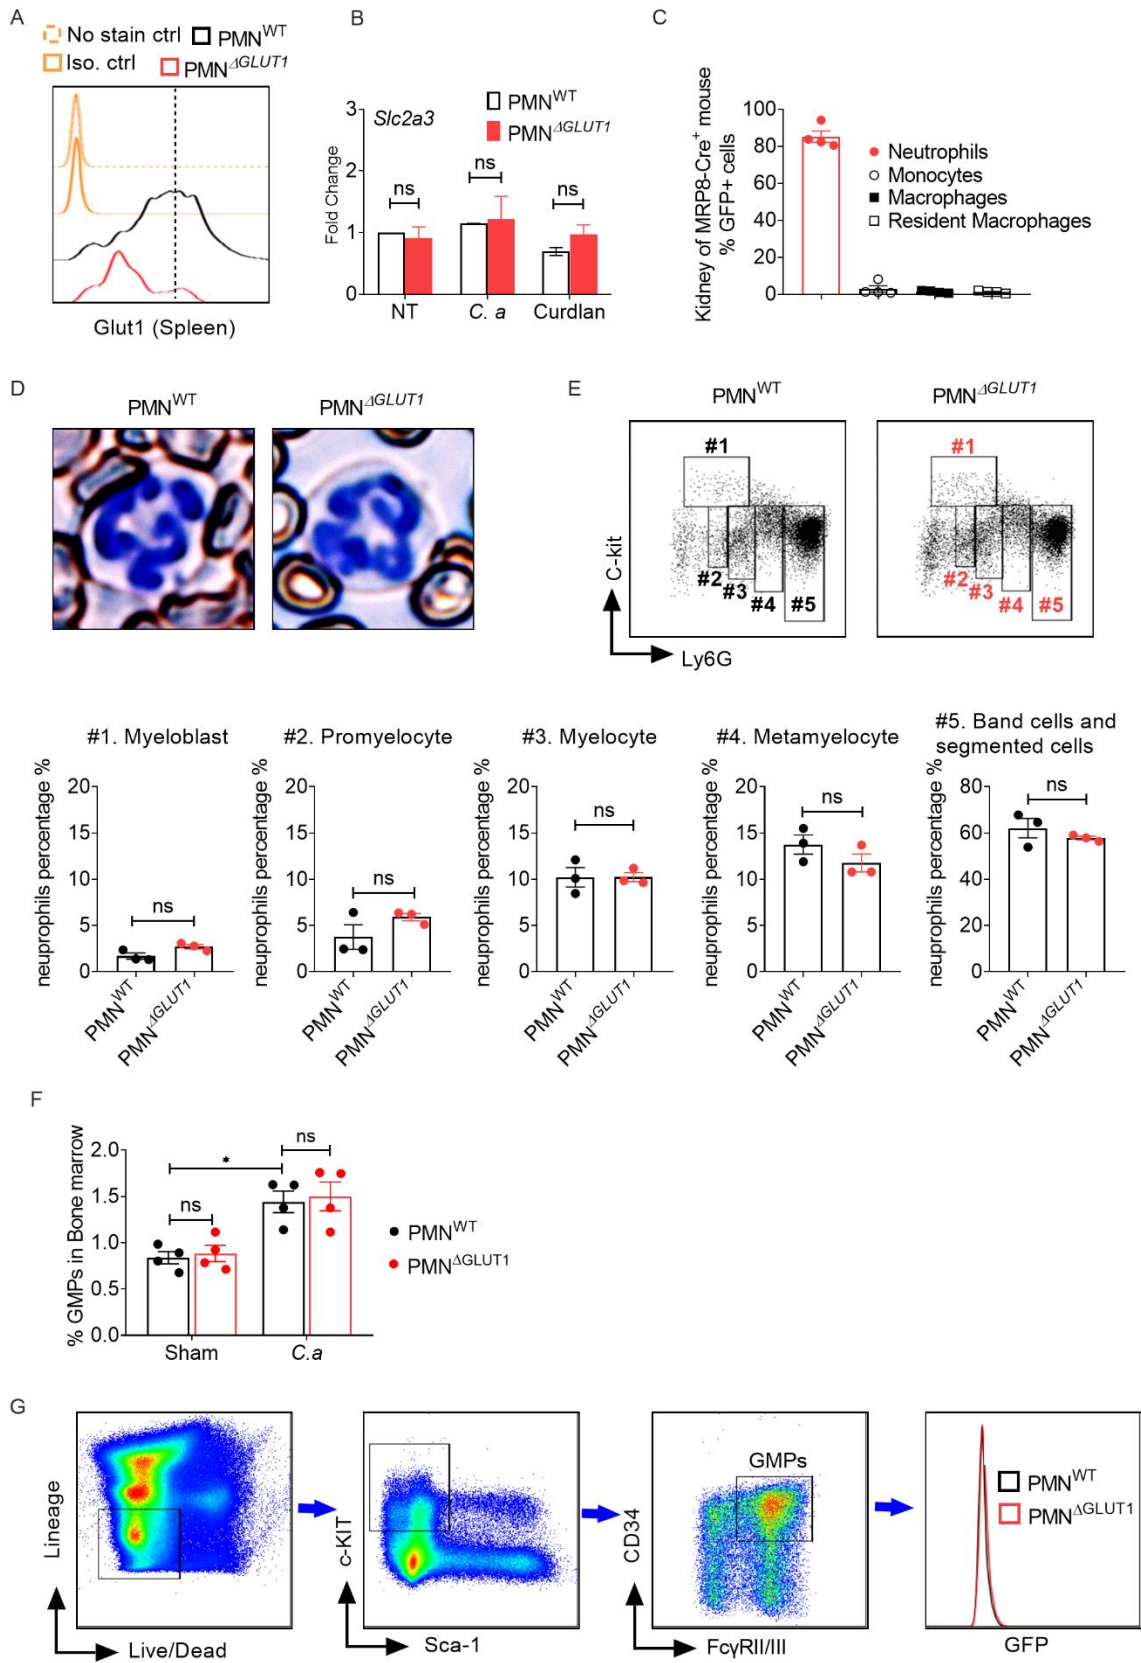 A
No stain ctrl
PMN^WT
Iso. ctrl
PMN^ΔGLUT1
Glut1 (Spleen)
B
Slc2a3
PMN^WT
PMN^ΔGLUT1
Fold Change
3
2
1
0
ns
ns
ns
NT
C. a
Curdlan
C
Kidney of MRP8-Cre+ mouse
% GFP+ cells
100
80
60
40
20
0
Neutrophils
Monocytes
Macrophages
Resident Macrophages
D
PMN^WT
PMN^ΔGLUT1
E
PMN^WT
PMN^ΔGLUT1
#1
#2
#3
#4
#5
#1
#2
#3
#4
#5
C-kit
Ly6G
#1. Myeloblast
neuprophils percentage %
20
15
10
5
0
ns
PMN^WT
PMN^ΔGLUT1
#2. Promyelocyte
neuprophils percentage %
20
15
10
5
0
ns
PMN^WT
PMN^ΔGLUT1
#3. Myelocyte
neuprophils percentage %
20
15
10
5
0
ns
PMN^WT
PMN^ΔGLUT1
#4. Metamyelocyte
neuprophils percentage %
20
15
10
5
0
ns
PMN^WT
PMN^ΔGLUT1
#5. Band cells and
segmented cells
neuprophils percentage %
80
60
40
20
0
ns
PMN^WT
PMN^ΔGLUT1
F
% GMPs in Bone marrow
2.0
1.5
1.0
0.5
0.0
ns
*
ns
Sham
C.a
PMN^WT
PMN^ΔGLUT1
G
Lineage
Live/Dead
c-KIT
Sca-1
GMPs
CD34
FcγRII/III
PMN^WT
PMN^ΔGLUT1
GFP